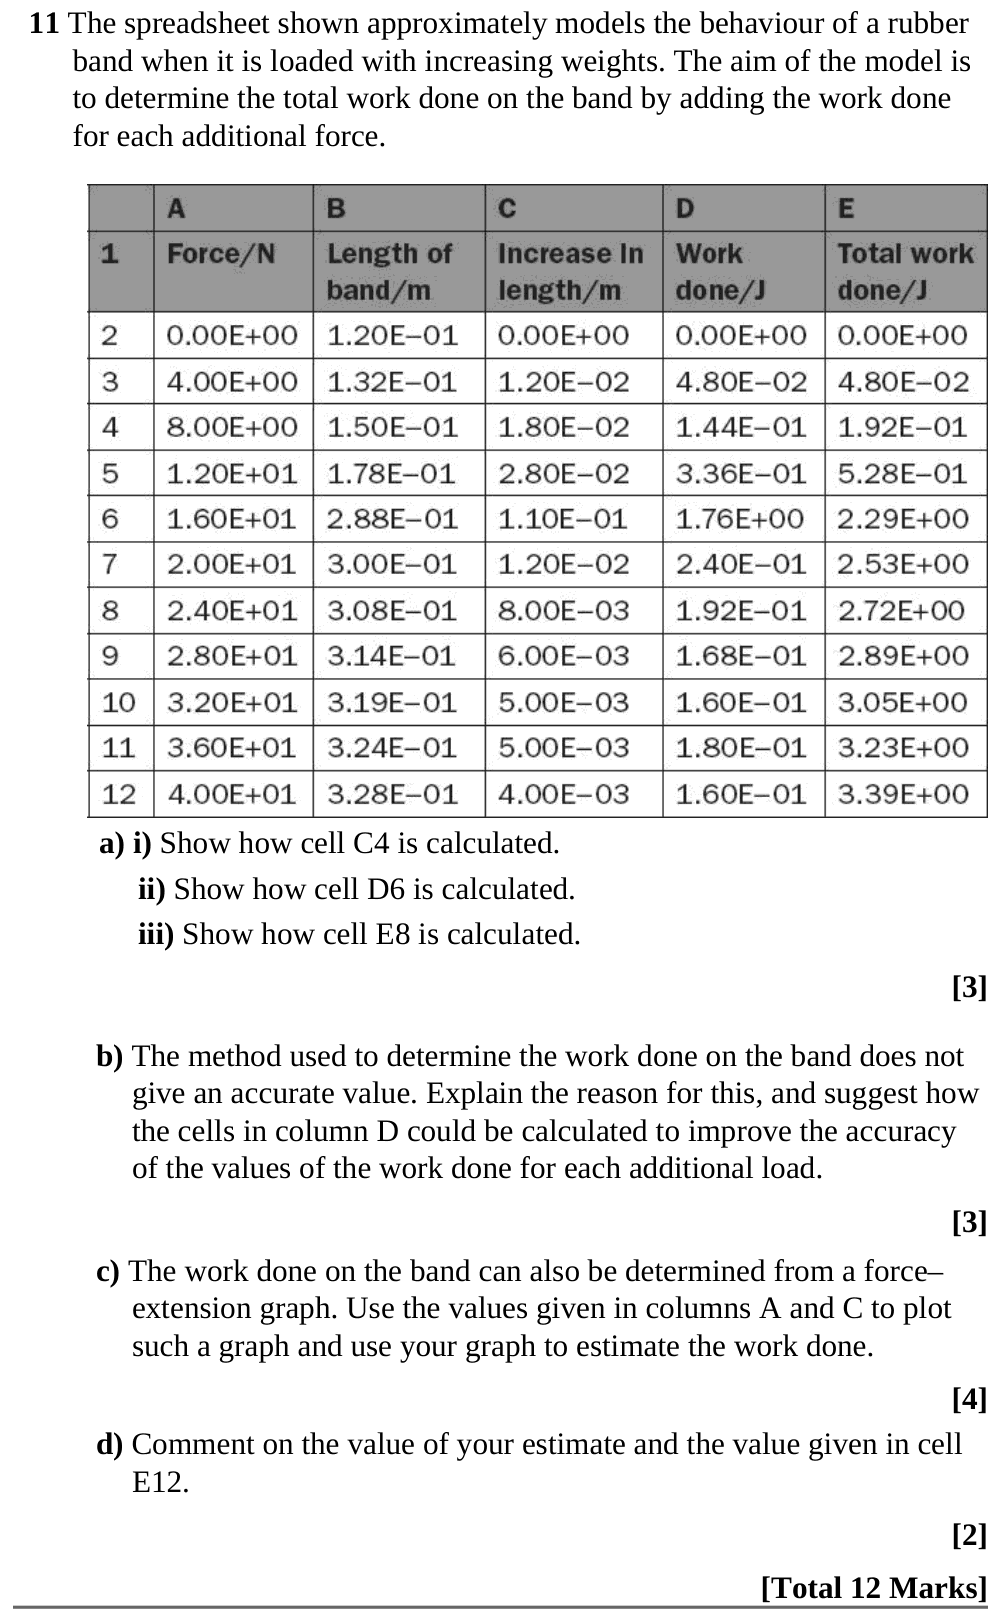 11 The spreadsheet shown approximately models the behaviour of a rubber
band when it is loaded with increasing weights. The aim of the model is
to determine the total work done on the band by adding the work done
for each additional force.
A B C D E
1 Force/N Length of band/m Increase In length/m Work done/J Total work done/J
2 0.00E+00 1.20E–01 0.00E+00 0.00E+00 0.00E+00
3 4.00E+00 1.32E–01 1.20E–02 4.80E–02 4.80E–02
4 8.00E+00 1.50E–01 1.80E–02 1.44E–01 1.92E–01
5 1.20E+01 1.78E–01 2.80E–02 3.36E–01 5.28E–01
6 1.60E+01 2.88E–01 1.10E–01 1.76E+00 2.29E+00
7 2.00E+01 3.00E–01 1.20E–02 2.40E–01 2.53E+00
8 2.40E+01 3.08E–01 8.00E–03 1.92E–01 2.72E+00
9 2.80E+01 3.14E–01 6.00E–03 1.68E–01 2.89E+00
10 3.20E+01 3.19E–01 5.00E–03 1.60E–01 3.05E+00
11 3.60E+01 3.24E–01 5.00E–03 1.80E–01 3.23E+00
12 4.00E+01 3.28E–01 4.00E–03 1.60E–01 3.39E+00
a) i) Show how cell C4 is calculated.
ii) Show how cell D6 is calculated.
iii) Show how cell E8 is calculated.
[3]
b) The method used to determine the work done on the band does not
give an accurate value. Explain the reason for this, and suggest how
the cells in column D could be calculated to improve the accuracy
of the values of the work done for each additional load.
[3]
c) The work done on the band can also be determined from a force–
extension graph. Use the values given in columns A and C to plot
such a graph and use your graph to estimate the work done.
[4]
d) Comment on the value of your estimate and the value given in cell
E12.
[2]
[Total 12 Marks]